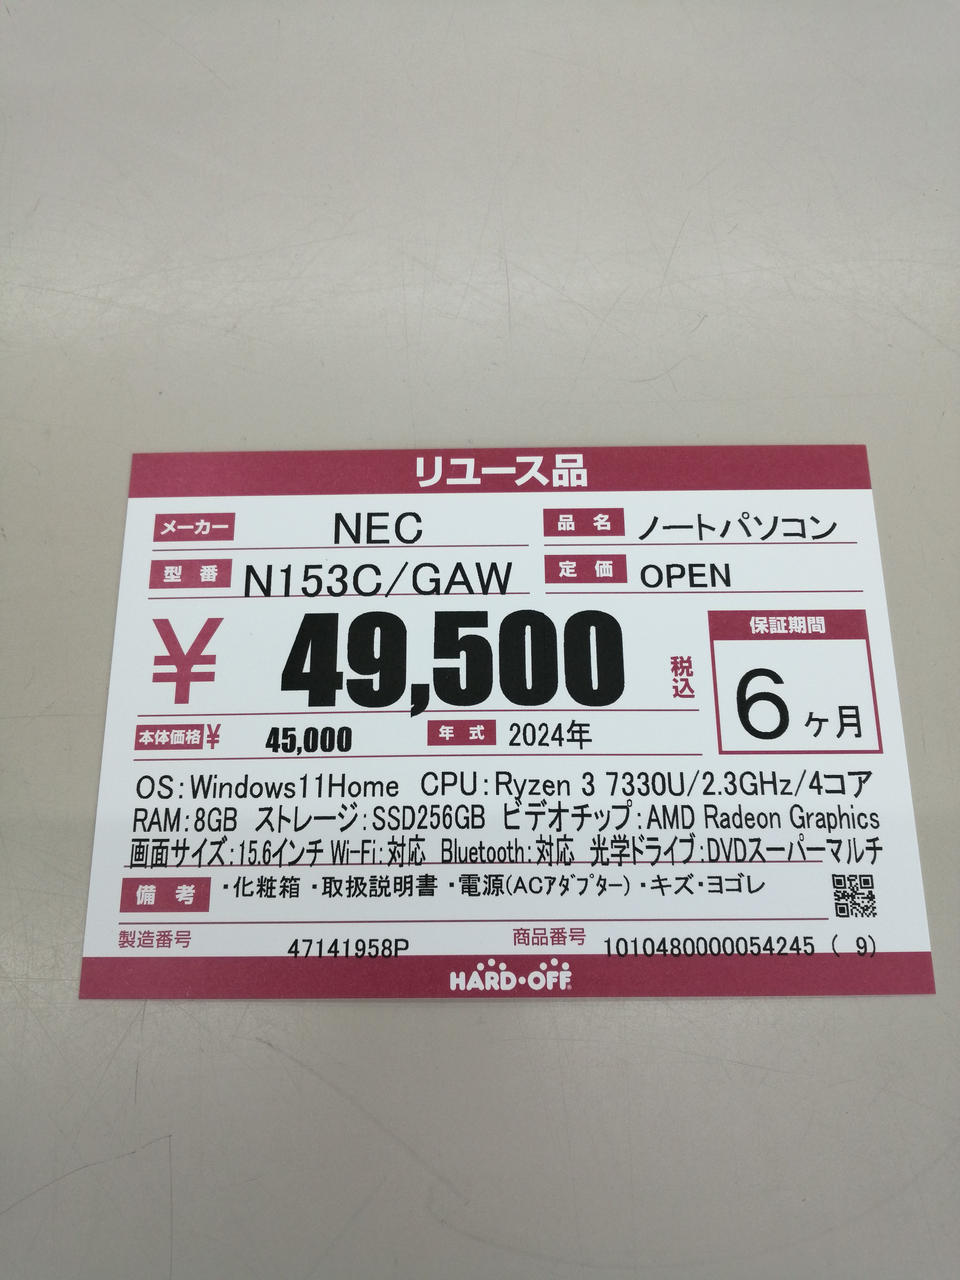 リユース品
メーカー NEC 品名 ノートパソコン
型番 N153C/GAW 定価 OPEN
¥ 49,500 税込
保証期間
6ヶ月
本体価格¥ 45,000 年式 2024年
OS:Windows11Home CPU:Ryzen 3 7330U/2.3GHz/4コア
RAM:8GB ストレージ:SSD256GB ビデオチップ:AMD Radeon Graphics
画面サイズ:15.6インチ Wi-Fi:対応 Bluetooth:対応 光学ドライブ:DVDスーパーマルチ
備考 ・化粧箱・取扱説明書・電源(ACアダプター)・キズ・ヨゴレ
製造番号 47141958P 商品番号 1010480000054245 ( 9)
HARD・OFF